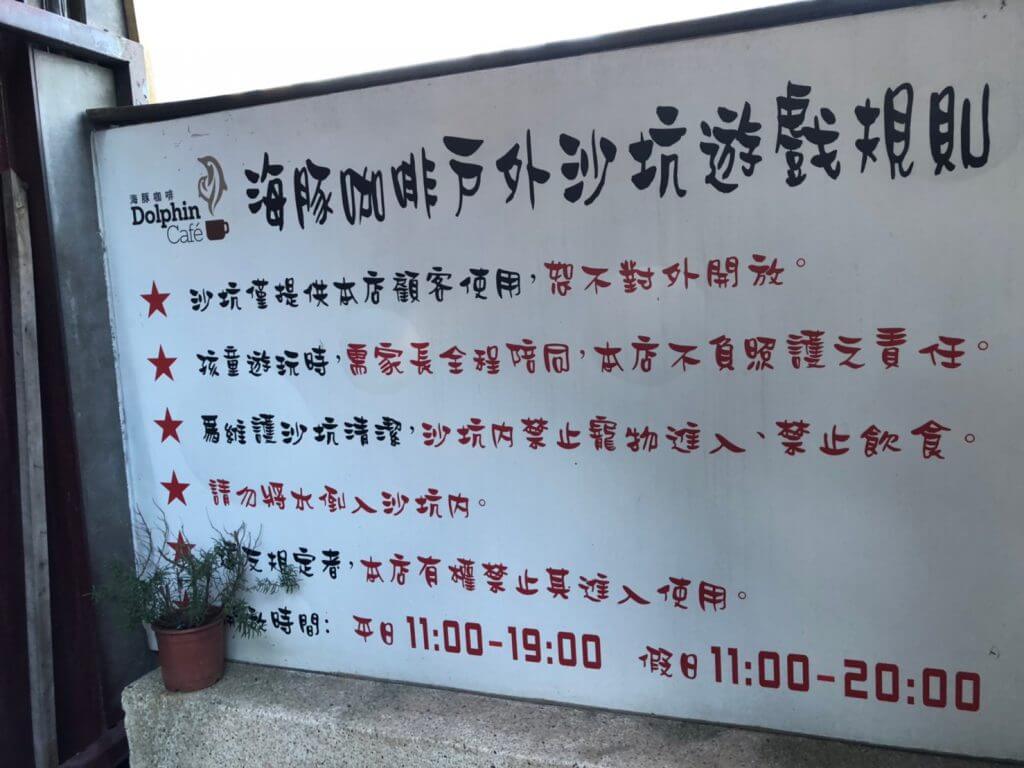 海豚咖啡
Dolphin
Café
海豚咖啡戶外沙坑遊戲規則
★ 沙坑僅提供本店顧客使用，恕不對外開放。
★ 孩童遊玩時，需家長全程陪同，本店不負照護之責任。
★ 為維護沙坑清潔，沙坑內禁止寵物進入、禁止飲食。
★ 請勿將水倒入沙坑內。
★ 反規定者，本店有權禁止其進入使用。
時間： 平日 11:00-19:00 假日 11:00-20:00